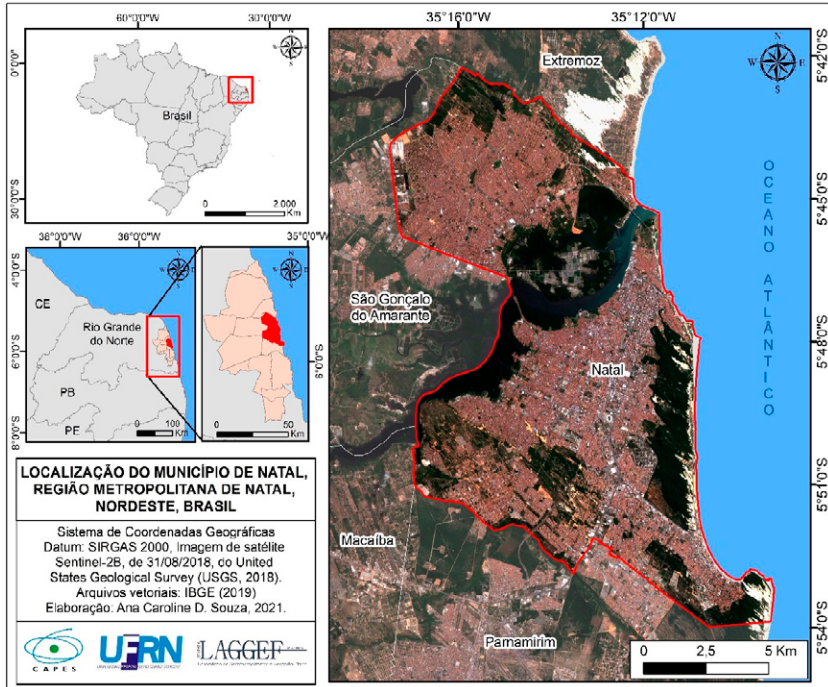 60°0'0"W
30°0'0"W
0°0'0"
30°0'0"S
N
W
E
S
Brasil
0
2.000
Km
38°0'0"W
36°0'0"W
35°0'0"W
4°0'0"S
6°0'0"S
8°0'0"S
CE
Rio Grande
do Norte
PB
PE
N
W
E
S
0
100
Km
N
W
E
S
6°0'0"S
0
50
Km
LOCALIZAÇÃO DO MUNICÍPIO DE NATAL,
REGIÃO METROPOLITANA DE NATAL,
NORDESTE, BRASIL
Sistema de Coordenadas Geográficas
Datum: SIRGAS 2000, Imagem de satélite
Sentinel-2B, de 31/08/2018, do United
States Geological Survey (USGS, 2018).
Arquivos vetoriais: IBGE (2019)
Elaboração: Ana Caroline D. Souza, 2021.
CAPES
UFRN
LAGGEF
35°16'0"W
35°12'0"W
5°42'0"S
5°45'0"S
5°48'0"S
5°51'0"S
5°54'0"S
N
W
E
S
Extremoz
OCEANO ATLÂNTICO
São Gonçalo
do Amarante
Natal
Macaíba
Parnamirim
0
2,5
5 Km